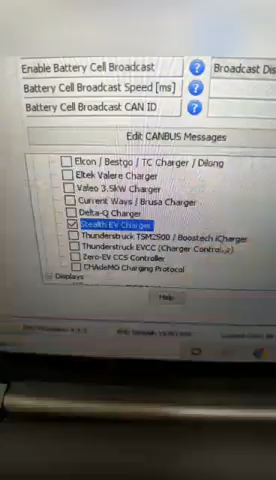 Enable Battery Cell Broadcast
Broadcast Dis
Battery Cell Broadcast Speed [ms]
Battery Cell Broadcast CAN ID
Edit CANBUS Messages
Elcon / Bestgo / TC Charger / Dilong
Eltek Valere Charger
Valeo 3.5kW Charger
Current Ways / Brusa Charger
Delta-Q Charger
Stealth EV Charger
Thunderstruck TSM2500 / Boostech iCharger
Thunderstruck EVCC (Charger Controller)
Zero-EV CCS Controller
CHAdeMO Charging Protocol
Displays
Help